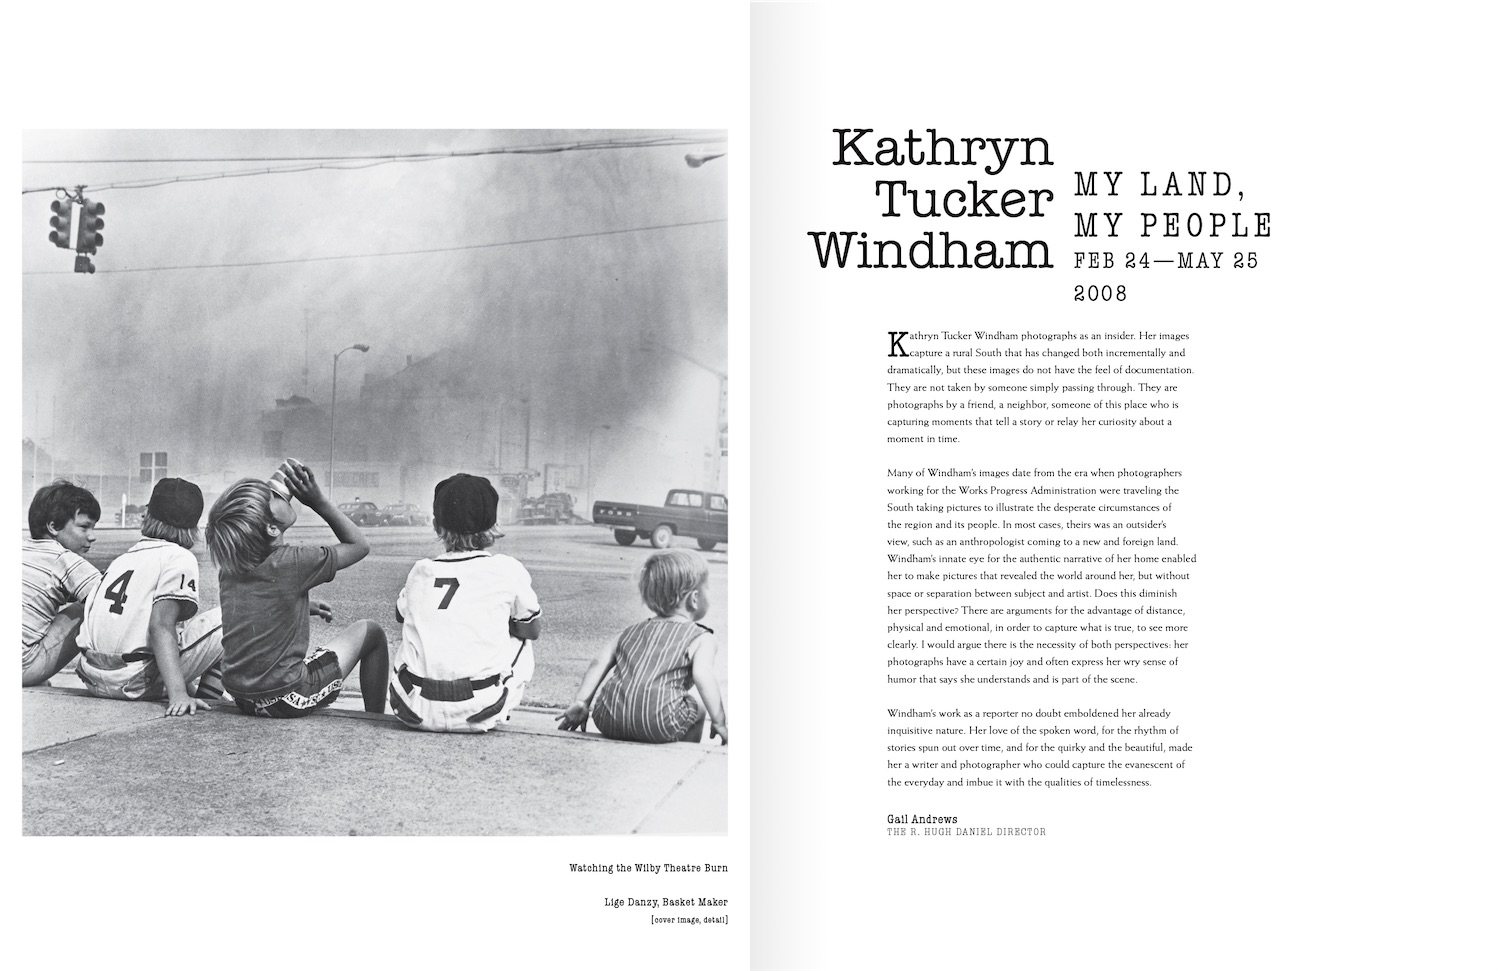 4
14
7
Watching the Wilby Theatre Burn
Lige Danzy, Basket Maker
[cover image, detail]
Kathryn
Tucker
Windham
MY LAND,
MY PEOPLE
FEB 24—MAY 25
2008
Kathryn Tucker Windham photographs as an insider. Her images
capture a rural South that has changed both incrementally and
dramatically, but these images do not have the feel of documentation.
They are not taken by someone simply passing through. They are
photographs by a friend, a neighbor, someone of this place who is
capturing moments that tell a story or relay her curiosity about a
moment in time.
Many of Windham's images date from the era when photographers
working for the Works Progress Administration were traveling the
South taking pictures to illustrate the desperate circumstances of
the region and its people. In most cases, theirs was an outsider's
view, such as an anthropologist coming to a new and foreign land.
Windham's innate eye for the authentic narrative of her home enabled
her to make pictures that revealed the world around her, but without
space or separation between subject and artist. Does this diminish
her perspective? There are arguments for the advantage of distance,
physical and emotional, in order to capture what is true, to see more
clearly. I would argue there is the necessity of both perspectives: her
photographs have a certain joy and often express her wry sense of
humor that says she understands and is part of the scene.
Windham's work as a reporter no doubt emboldened her already
inquisitive nature. Her love of the spoken word, for the rhythm of
stories spun out over time, and for the quirky and the beautiful, made
her a writer and photographer who could capture the evanescent of
the everyday and imbue it with the qualities of timelessness.
Gail Andrews
THE R. HUGH DANIEL DIRECTOR